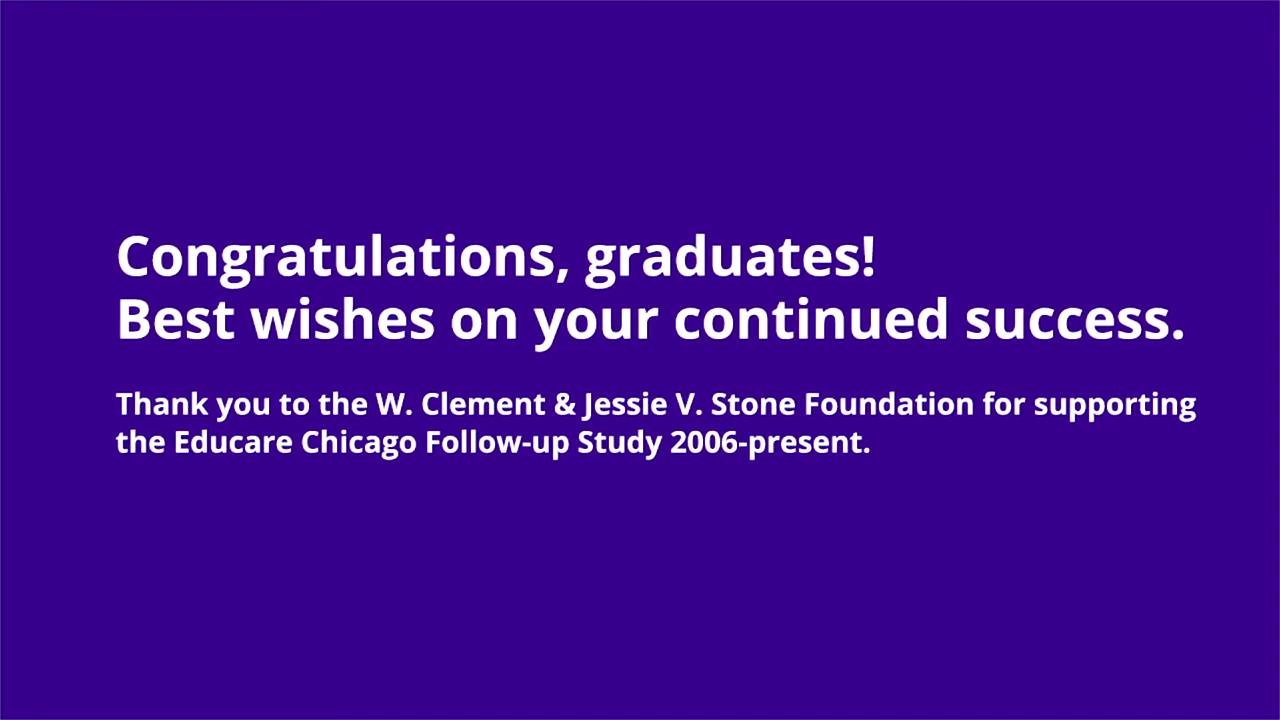 Congratulations, graduates!
Best wishes on your continued success.
Thank you to the W. Clement & Jessie V. Stone Foundation for supporting
the Educare Chicago Follow-up Study 2006-present.